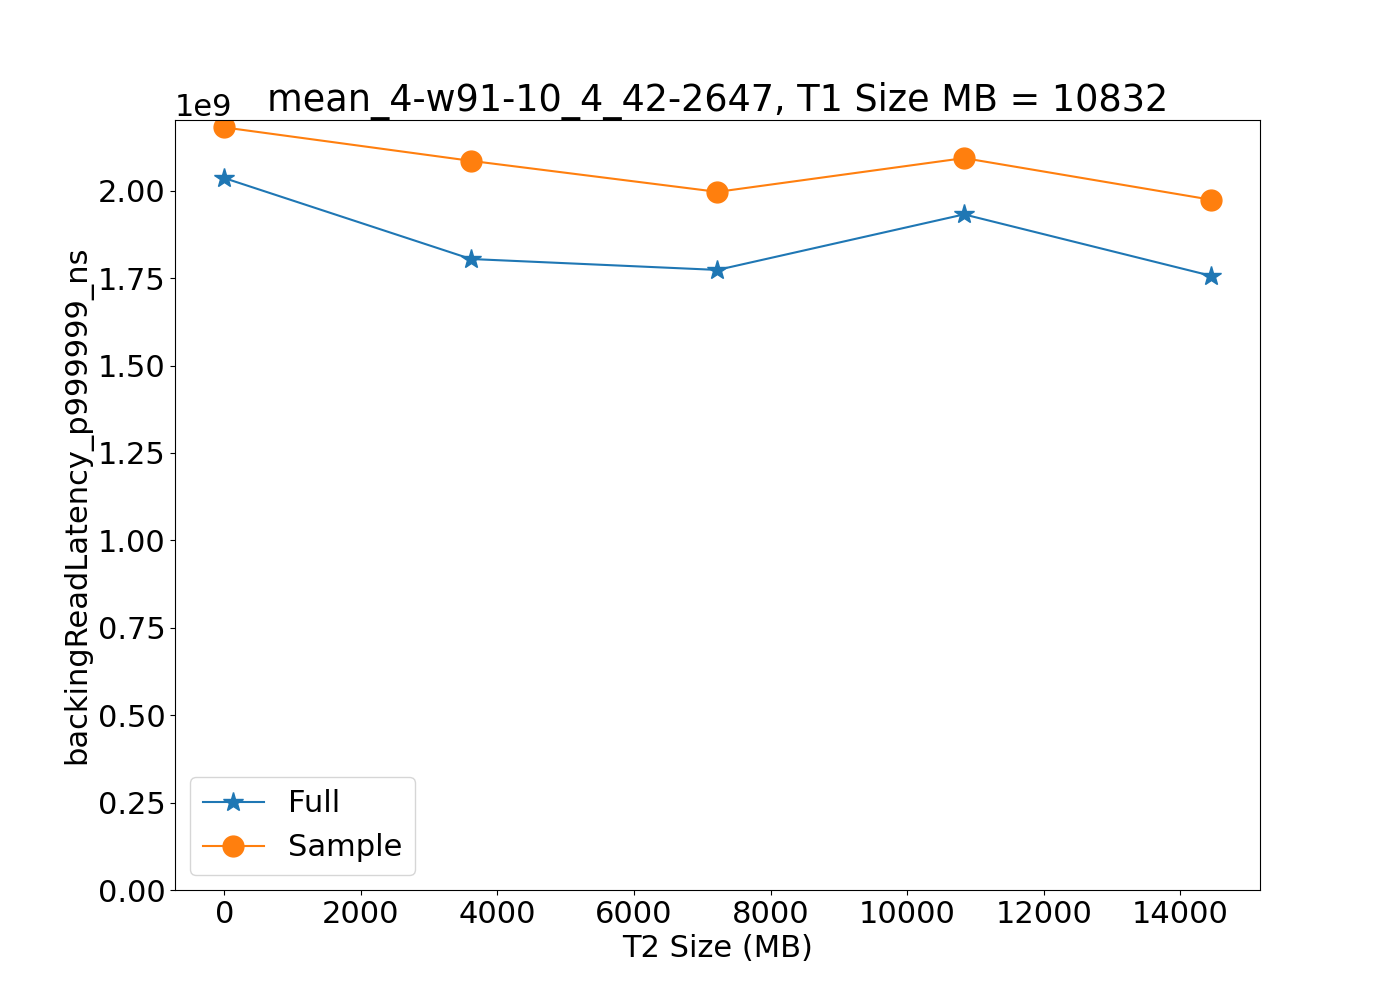 mean_4-w91-10_4_42-2647, T1 Size MB = 10832
1e9
backingReadLatency_p999999_ns
2.00
1.75
1.50
1.25
1.00
0.75
0.50
0.25
0.00
Full
Sample
0 2000 4000 6000 8000 10000 12000 14000
T2 Size (MB)